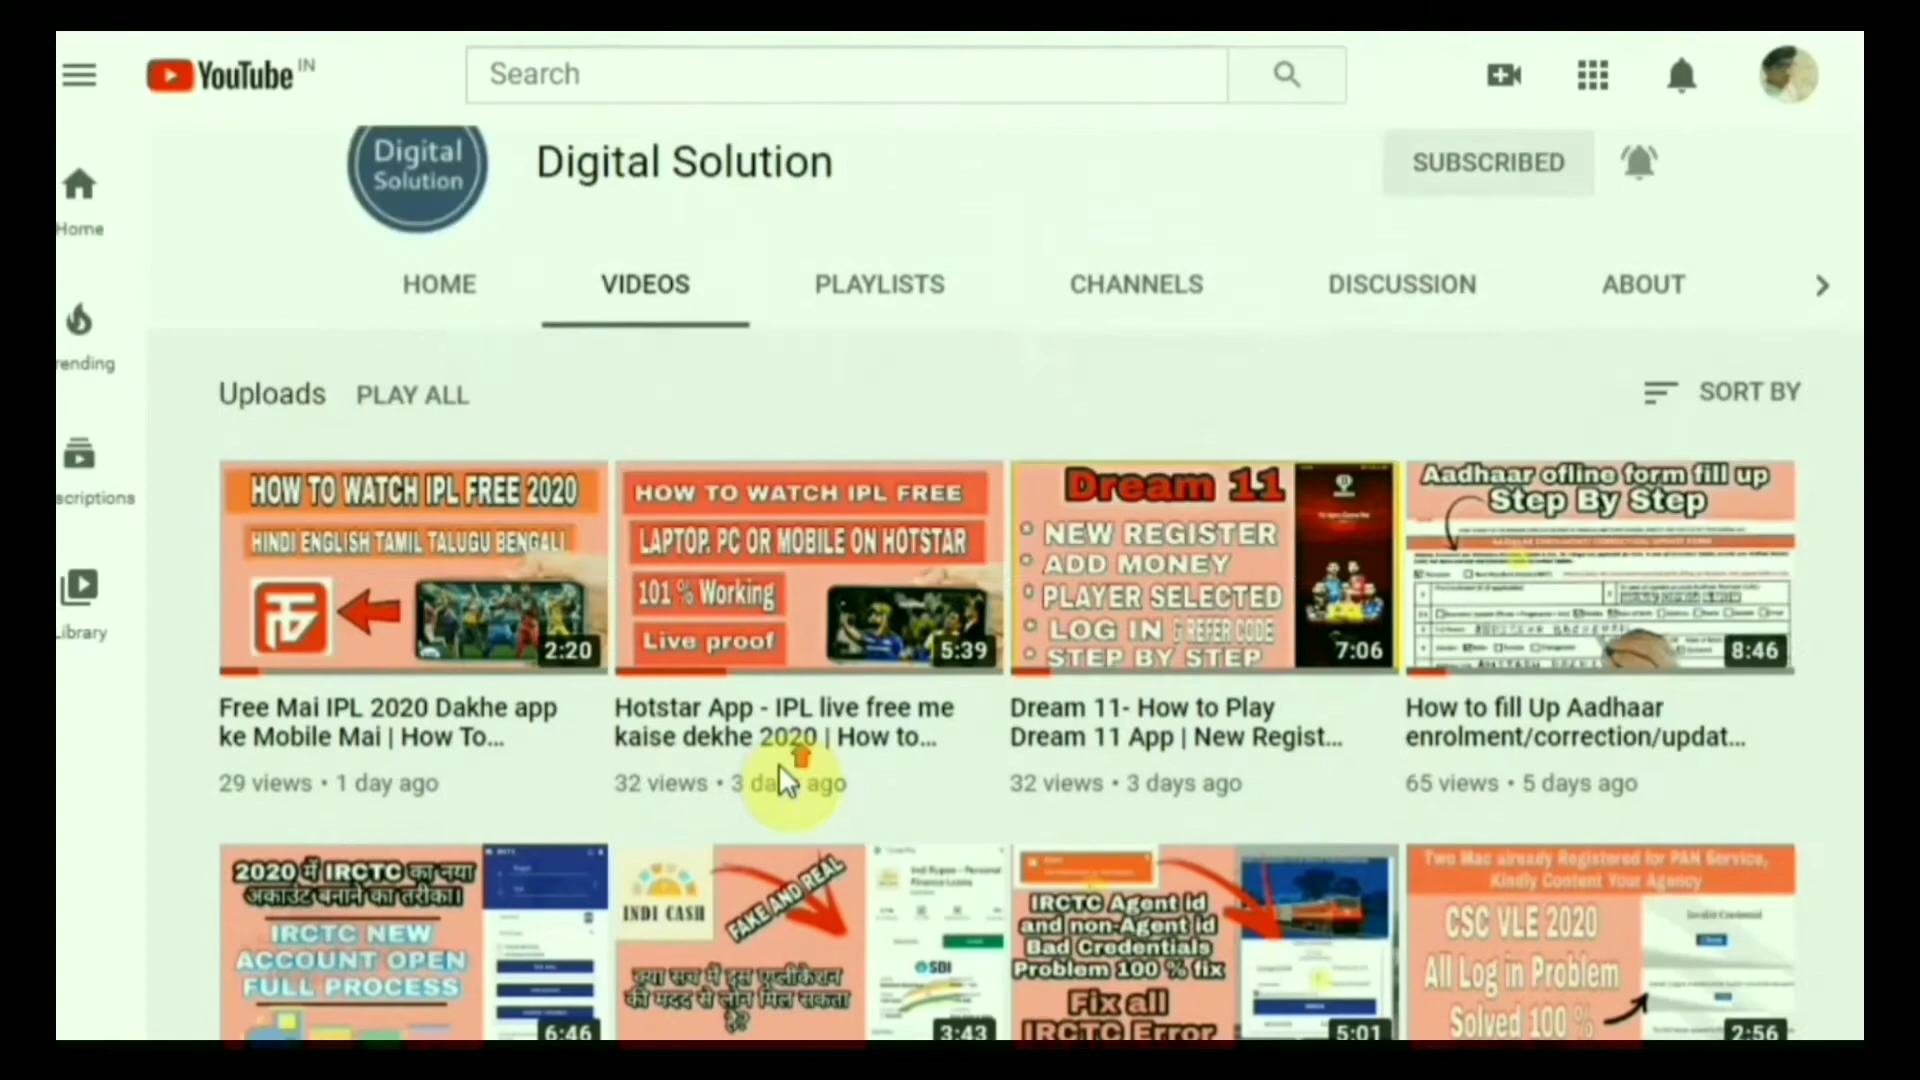 YouTube IN
Search
Digital
Solution
Digital Solution
SUBSCRIBED
HOME
VIDEOS
PLAYLISTS
CHANNELS
DISCUSSION
ABOUT
Home
rending
scriptions
Library
Uploads
PLAY ALL
SORT BY
HOW TO WATCH IPL FREE 2020
HINDI ENGLISH TAMIL TALUGU BENGALI
2:20
Free Mai IPL 2020 Dakhe app
ke Mobile Mai | How To...
29 views • 1 day ago
HOW TO WATCH IPL FREE
LAPTOP, PC OR MOBILE ON HOTSTAR
101 % Working
Live proof
5:39
Hotstar App - IPL live free me
kaise dekhe 2020 | How to...
32 views • 3 days ago
Dream 11
NEW REGISTER
ADD MONEY
PLAYER SELECTED
LOG IN & REFER CODE
STEP BY STEP
7:06
Dream 11- How to Play
Dream 11 App | New Regist...
32 views • 3 days ago
Aadhaar ofline form fill up
Step By Step
8:46
How to fill Up Aadhaar
enrolment/correction/updat...
65 views • 5 days ago
2020 में IRCTC का नया
अकाउंट बनाने का तरीका।
IRCTC NEW
ACCOUNT OPEN
FULL PROCESS
6:46
INDI CASH
FAKE AND REAL
क्या सच में इस एप्लीकेशन
की मदद से लोन मिल सकता
है?
SBI
3:43
IRCTC Agent id
and non-Agent id
Bad Credentials
Problem 100 % fix
Fix all
IRCTC Error
5:01
Two Mac already Registered for PAN Service,
Kindly Content Your Agency
CSC VLE 2020
All Log in Problem
Solved 100 %
Invalid Credential
2:56